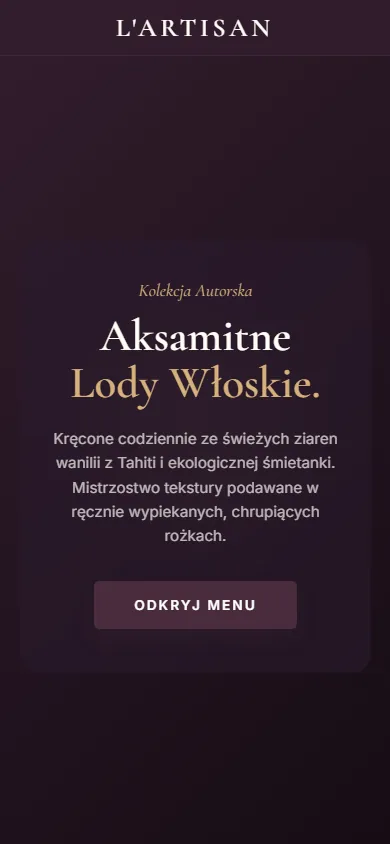 L'ARTISAN
Kolekcja Autorska
Aksamitne
Lody Włoskie.
Kręcone codziennie ze świeżych ziaren
wanilii z Tahiti i ekologicznej śmietanki.
Mistrzostwo tekstury podawane w
ręcznie wypiekanych, chrupiących
rożkach.
ODKRYJ MENU